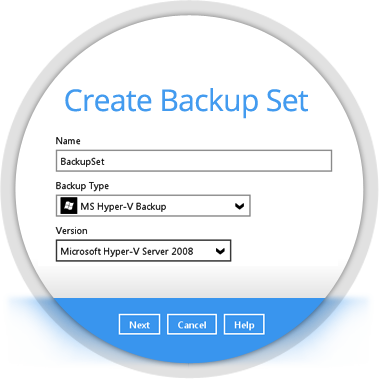 Create Backup Set
Name
BackupSet
Backup Type
MS Hyper-V Backup
Version
Microsoft Hyper-V Server 2008
Next Cancel Help